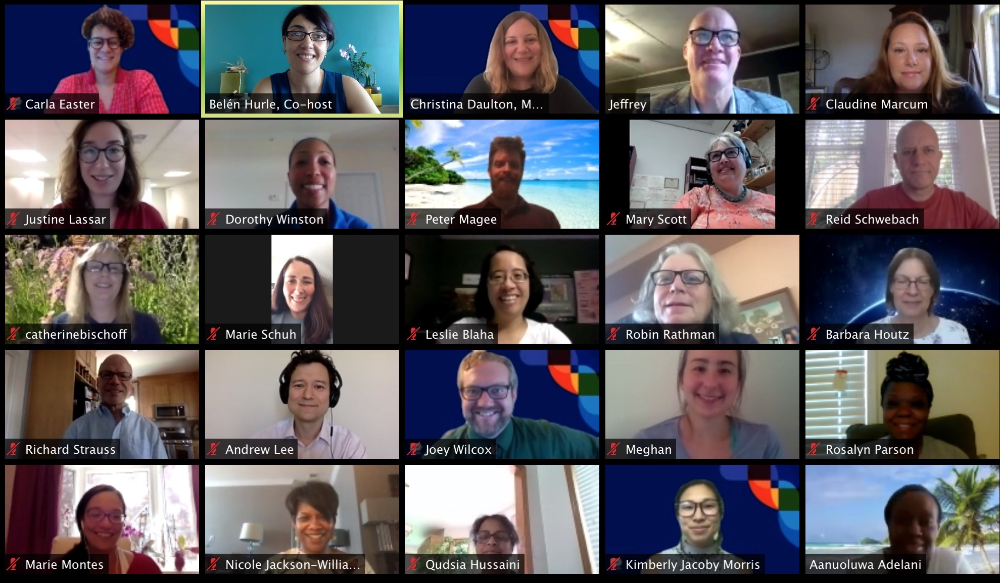 Carla Easter
Belén Hurle, Co-host
Christina Daulton, M...
Jeffrey
Claudine Marcum
Justine Lassar
Dorothy Winston
Peter Magee
Mary Scott
Reid Schwebach
catherinebischoff
Marie Schuh
Leslie Blaha
Robin Rathman
Barbara Houtz
Richard Strauss
Andrew Lee
Joey Wilcox
Meghan
Rosalyn Parson
Marie Montes
Nicole Jackson-Willia...
Qudsia Hussaini
Kimberly Jacoby Morris
Aanuoluwa Adelani